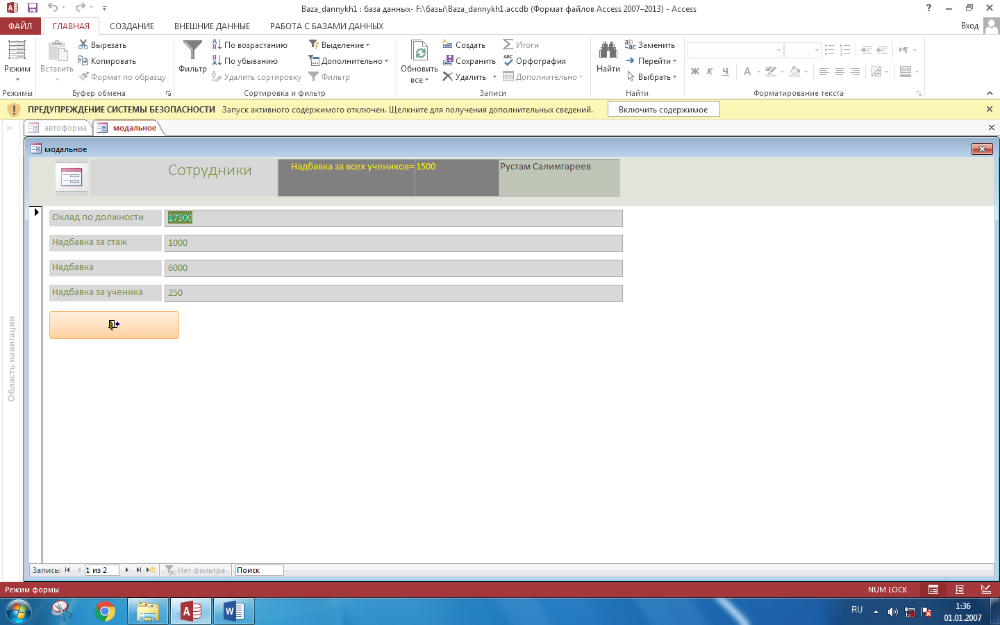 Baza_dannykh1 : база данных- F:\базы\Baza_dannykh1.accdb (Формат файлов Access 2007–2013) - Access
ФАЙЛ ГЛАВНАЯ СОЗДАНИЕ ВНЕШНИЕ ДАННЫЕ РАБОТА С БАЗАМИ ДАННЫХ Вход
Режим
Режимы
Вставить
Вырезать
Копировать
Формат по образцу
Буфер обмена
Фильтр
По возрастанию
По убыванию
Удалить сортировку
Выделение
Дополнительно
Фильтр
Сортировка и фильтр
Обновить
все
Создать
Сохранить
Удалить
Итоги
Орфография
Дополнительно
Записи
Найти
Заменить
Перейти
Выбрать
Найти
Ж К Ч А
Форматирование текста
ПРЕДУПРЕЖДЕНИЕ СИСТЕМЫ БЕЗОПАСНОСТИ Запуск активного содержимого отключен. Щелкните для получения дополнительных сведений. Включить содержимое
автоформа модальное
модальное
Сотрудники Надбавка за всех учеников= 1500 Рустам Салимгареев
Оклад по должности 17500
Надбавка за стаж 1000
Надбавка 6000
Надбавка за ученика 250
Область навигации
Запись: 1 из 2 Нет фильтра Поиск
Режим формы NUM LOCK
RU 1:36
01.01.2007